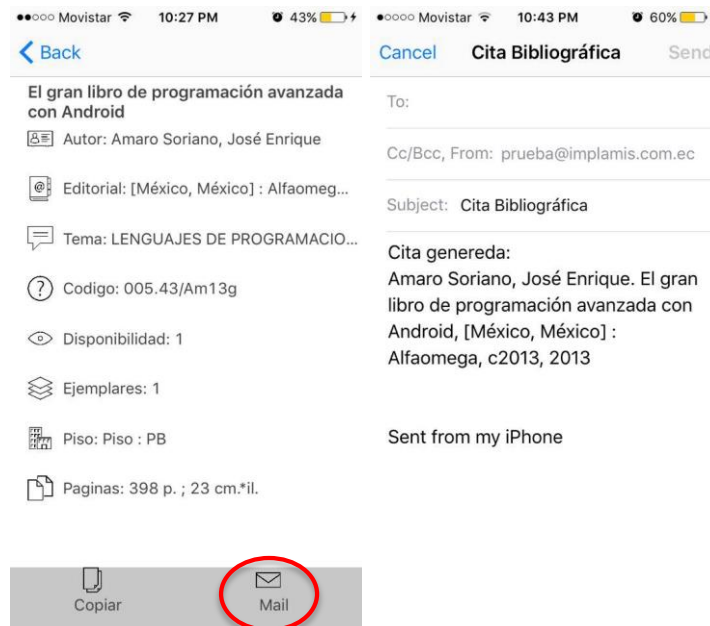 Movistar 10:27 PM 43%
Back
El gran libro de programación avanzada
con Android
Autor: Amaro Soriano, José Enrique
Editorial: [México, México] : Alfaomeg...
Tema: LENGUAJES DE PROGRAMACIO...
Codigo: 005.43/Am13g
Disponibilidad: 1
Ejemplares: 1
Piso: Piso : PB
Paginas: 398 p. ; 23 cm.*il.
Copiar Mail
Movistar 10:43 PM 60%
Cancel Cita Bibliográfica Send
To:
Cc/Bcc, From: prueba@implamis.com.ec
Subject: Cita Bibliográfica
Cita genereda:
Amaro Soriano, José Enrique. El gran
libro de programación avanzada con
Android, [México, México] :
Alfaomega, c2013, 2013
Sent from my iPhone